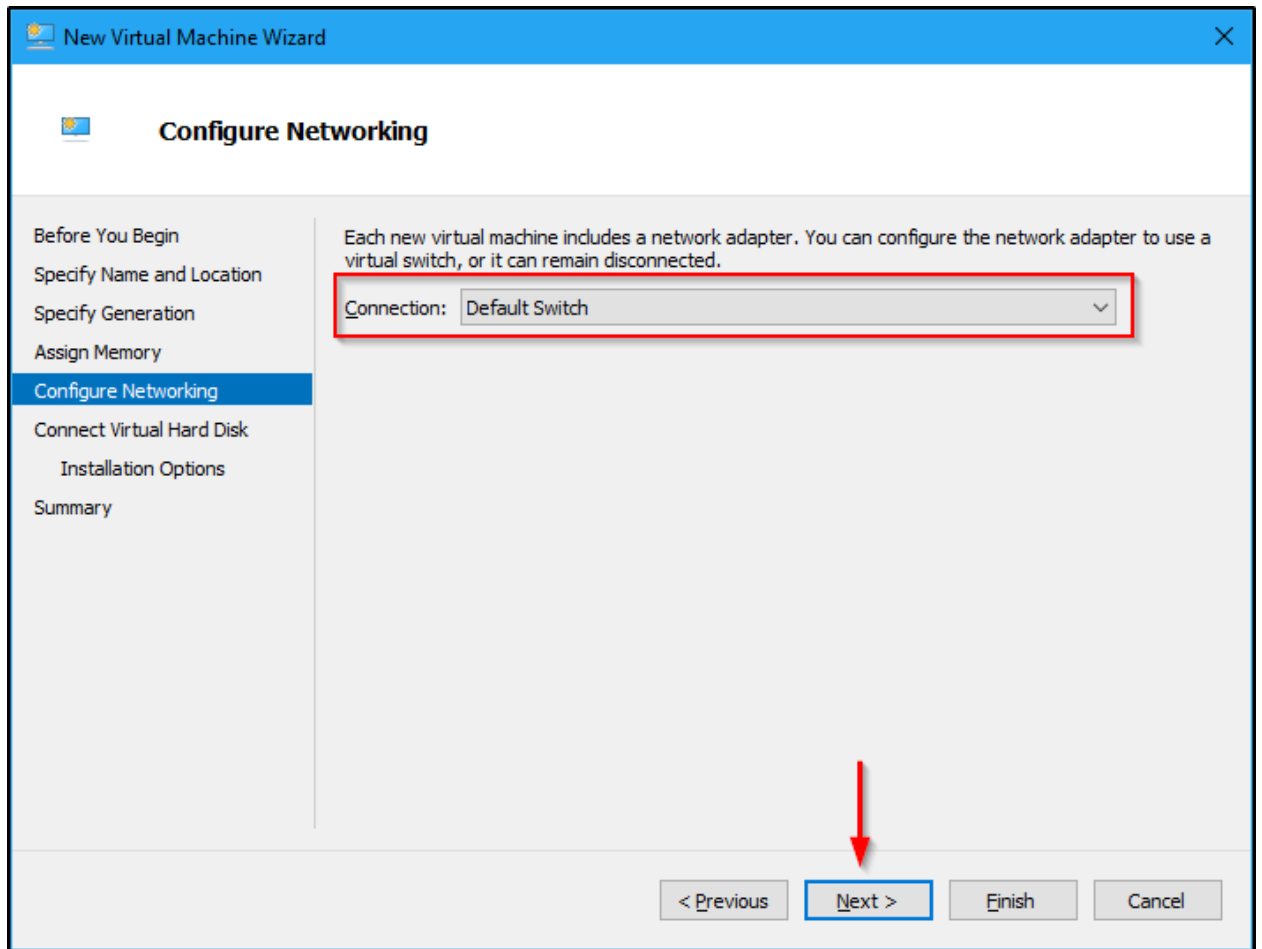 New Virtual Machine Wizard
Configure Networking
Before You Begin
Specify Name and Location
Specify Generation
Assign Memory
Configure Networking
Connect Virtual Hard Disk
Installation Options
Summary
Each new virtual machine includes a network adapter. You can configure the network adapter to use a
virtual switch, or it can remain disconnected.
Connection: Default Switch
< Previous Next > Finish Cancel